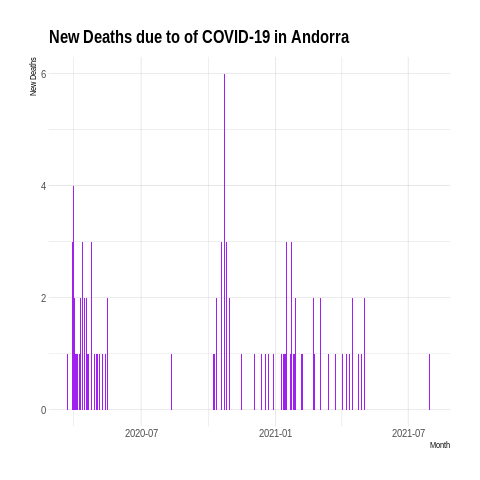 New Deaths due to of COVID-19 in Andorra
New Deaths
6
4
2
0
2020-07
2021-01
2021-07
Month